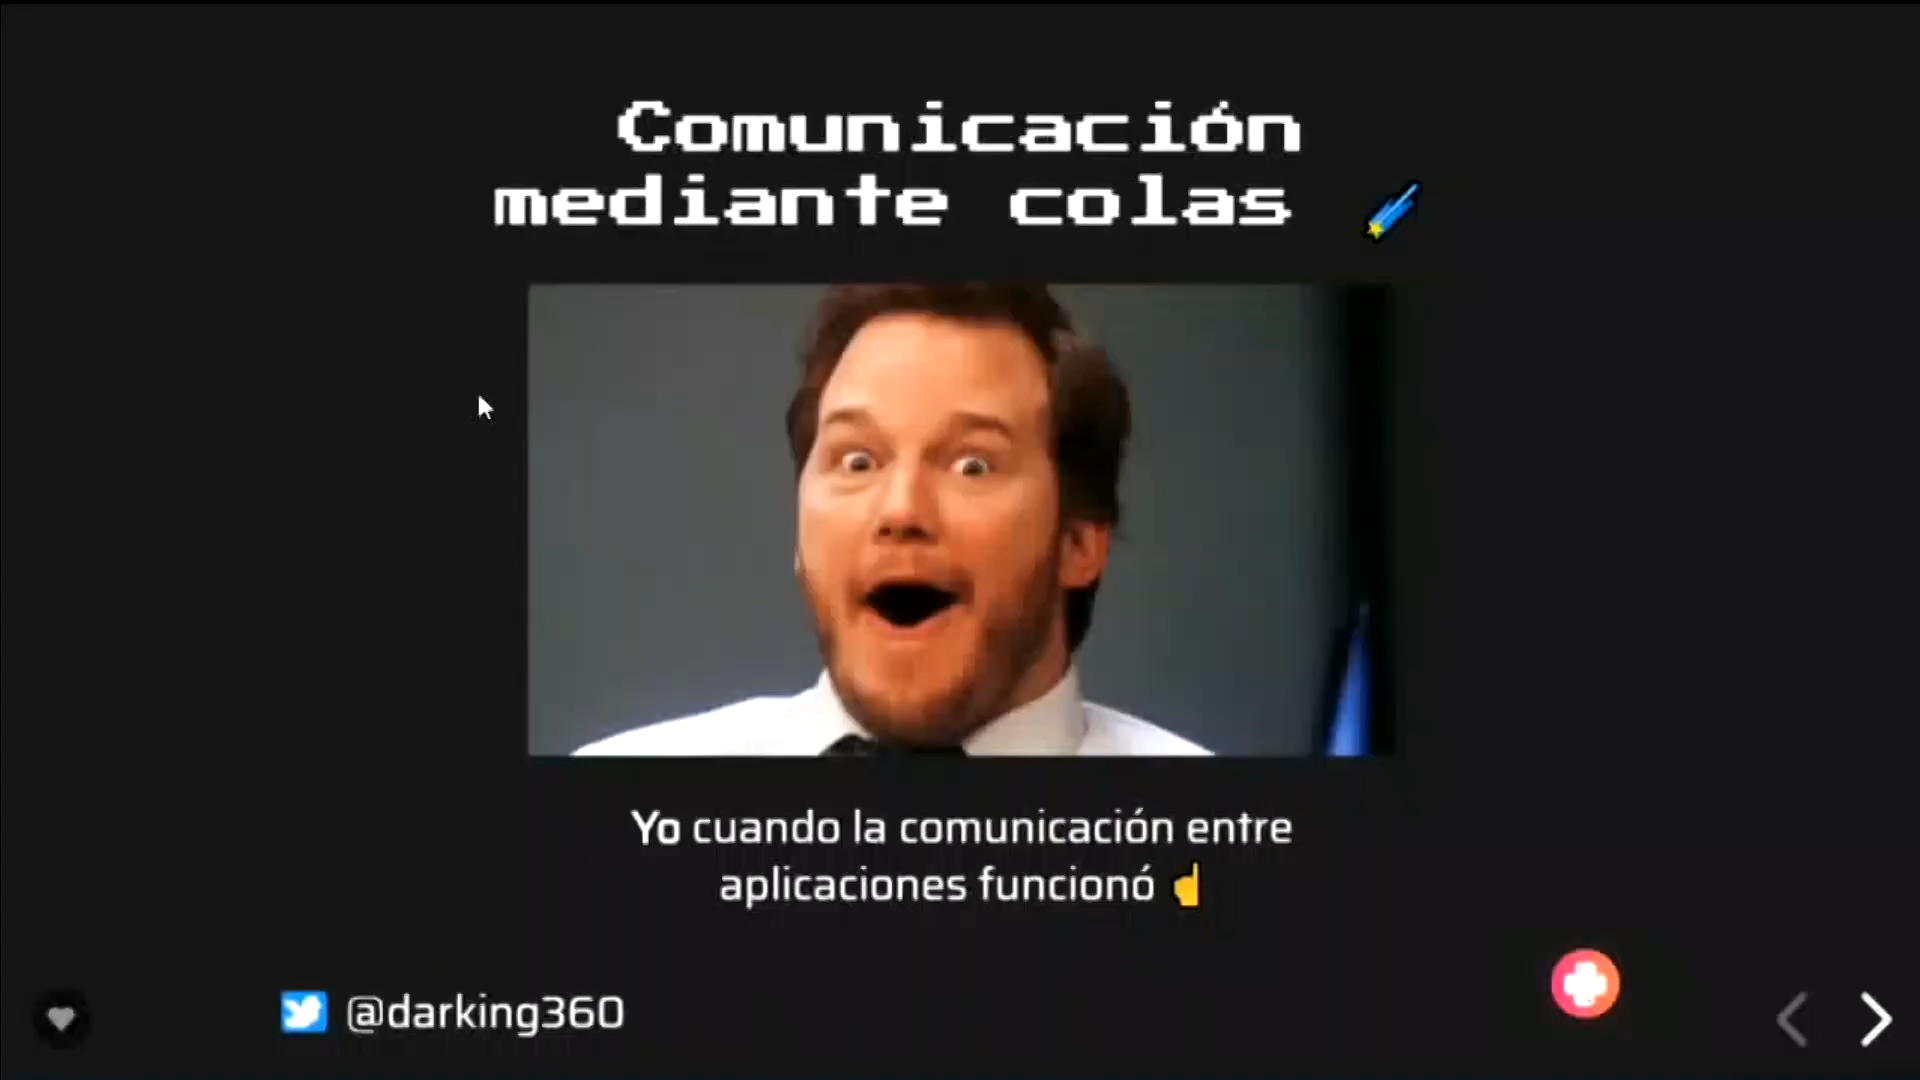 Comunicación
mediante colas
Yo cuando la comunicación entre
aplicaciones funcionó
@darking360